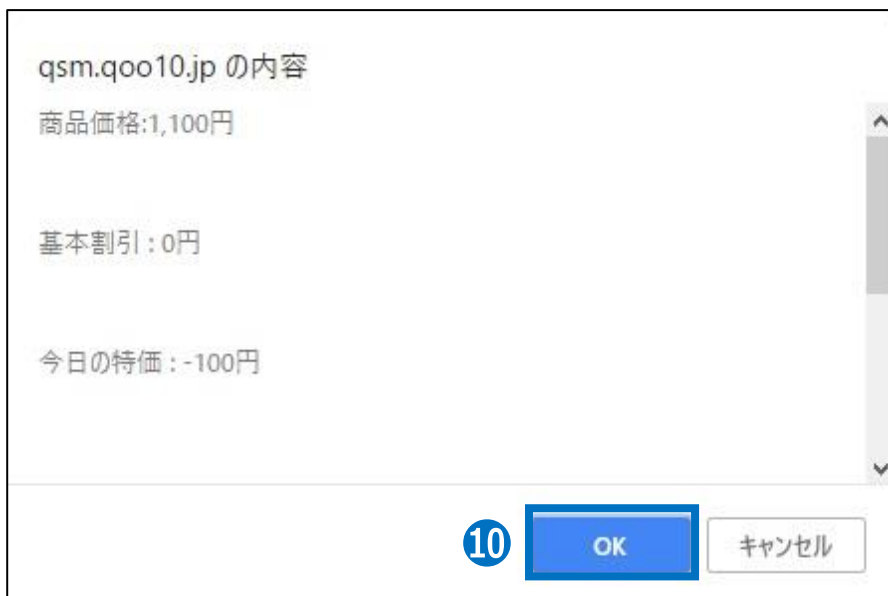 qsm.qoo10.jp の内容
商品価格:1,100円
基本割引 : 0円
今日の特価 : -100円
10 OK キャンセル